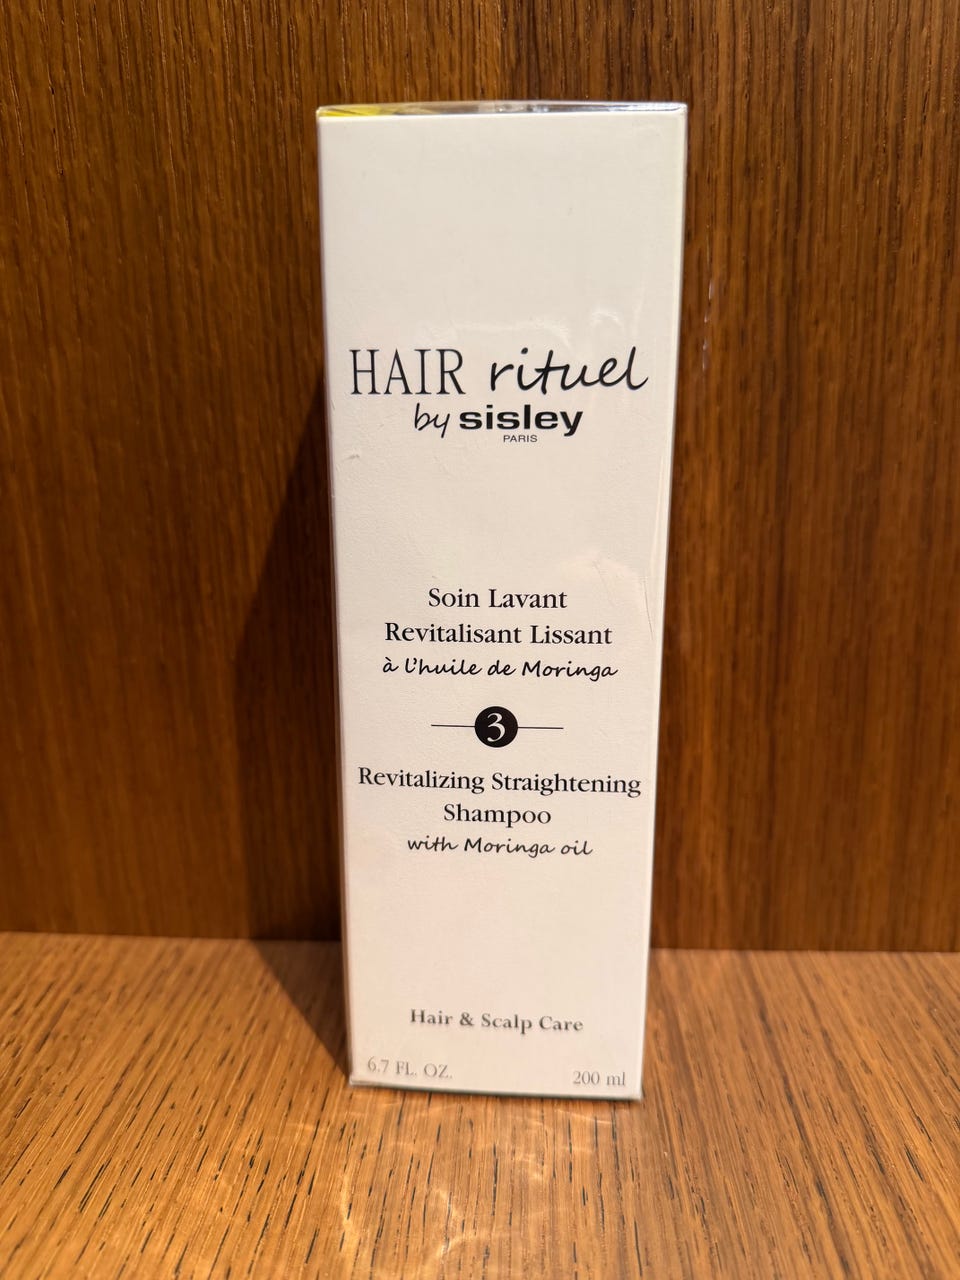 HAIR rituel
by sisley
PARIS
Soin Lavant
Revitalisant Lissant
à l'huile de Moringa
3
Revitalizing Straightening
Shampoo
with Moringa oil
Hair & Scalp Care
6.7 FL. OZ. 200 ml